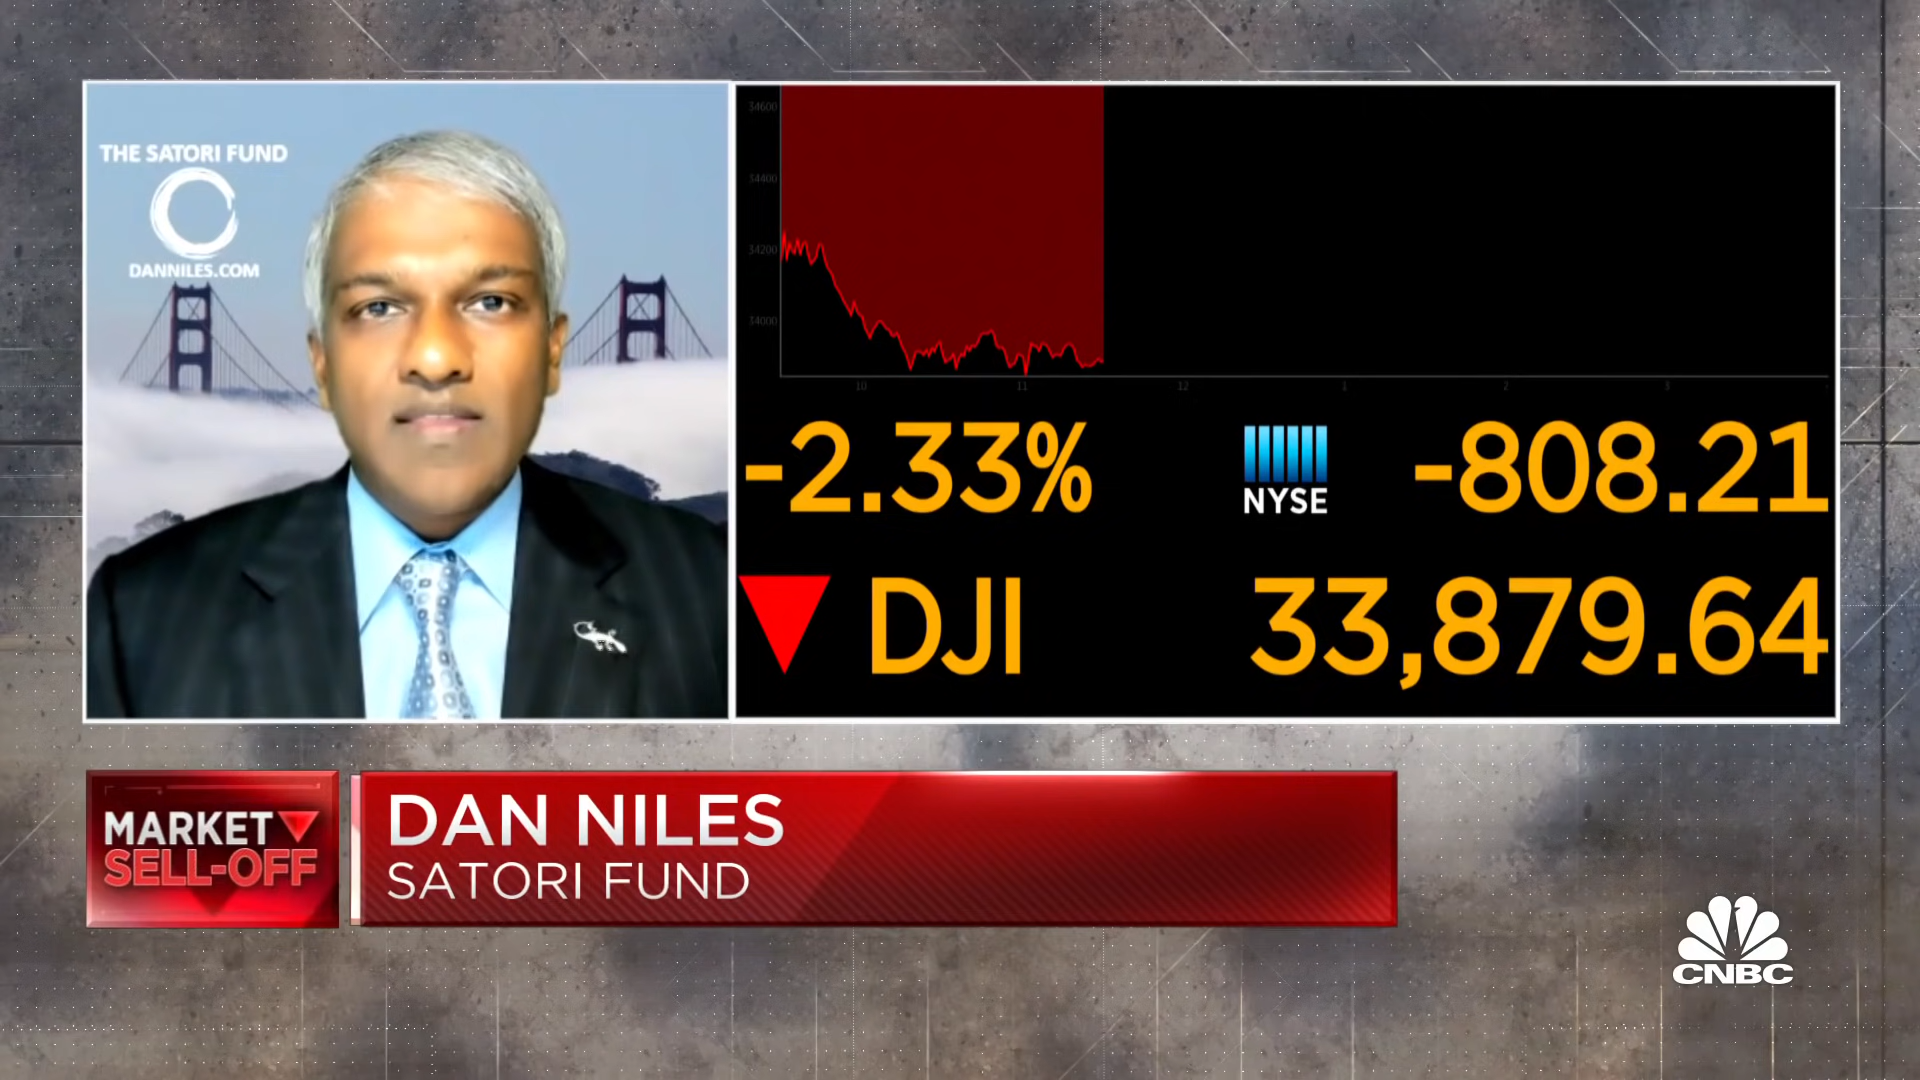 THE SATORI FUND
DANNILES.COM
34600
34400
34200
34000
10 11 12 1 2 3
-2.33% NYSE -808.21
DJI 33,879.64
MARKET
SELL-OFF
DAN NILES
SATORI FUND
CNBC